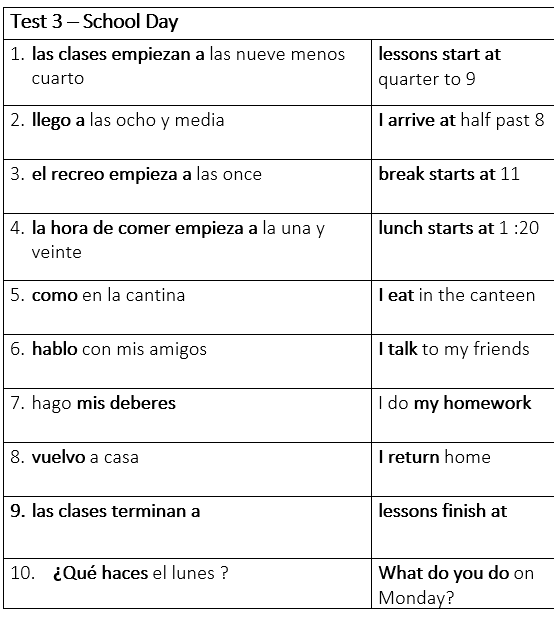 Test 3 – School Day
1. las clases empiezan a las nueve menos
cuarto
lessons start at
quarter to 9
2. llego a las ocho y media
I arrive at half past 8
3. el recreo empieza a las once
break starts at 11
4. la hora de comer empieza a la una y
veinte
lunch starts at 1 :20
5. como en la cantina
I eat in the canteen
6. hablo con mis amigos
I talk to my friends
7. hago mis deberes
I do my homework
8. vuelvo a casa
I return home
9. las clases terminan a
lessons finish at
10. ¿Qué haces el lunes ?
What do you do on
Monday?